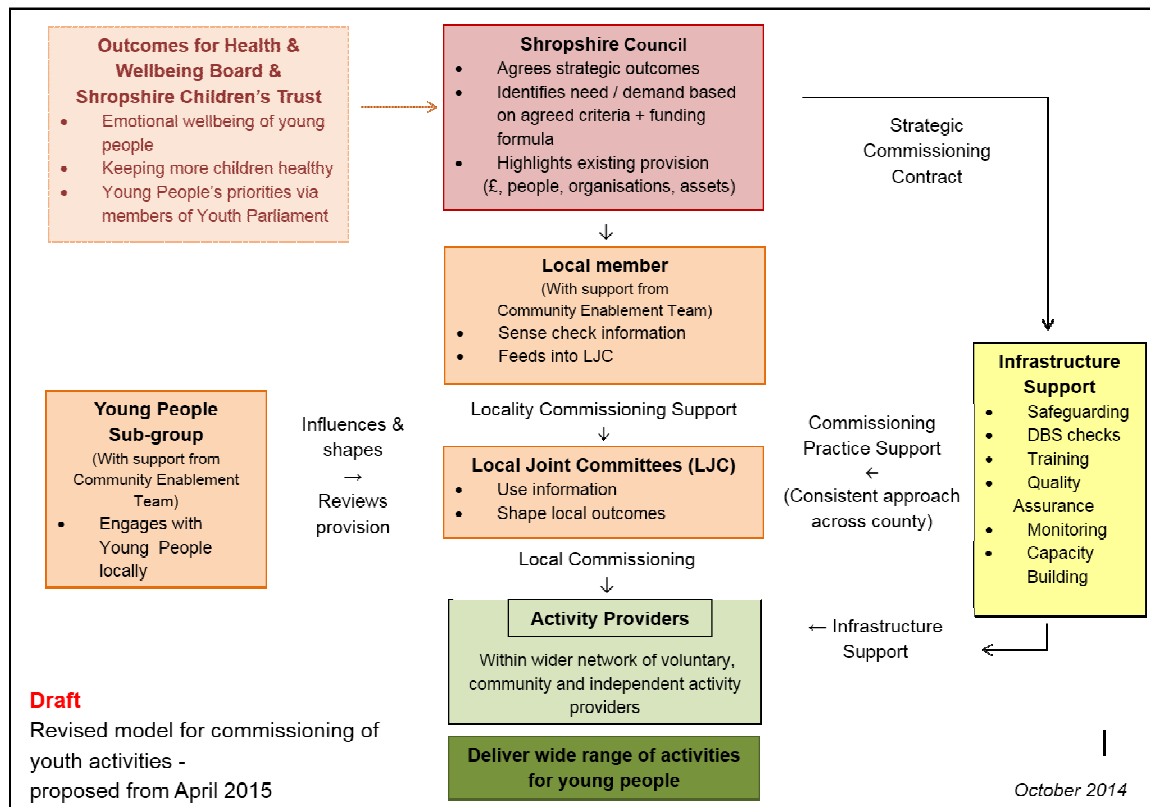 Outcomes for Health &
Wellbeing Board &
Shropshire Children's Trust
• Emotional wellbeing of young
people
• Keeping more children healthy
• Young People's priorities via
members of Youth Parliament
Shropshire Council
• Agrees strategic outcomes
• Identifies need / demand based
on agreed criteria + funding
formula
• Highlights existing provision
(£, people, organisations, assets)
Strategic
Commissioning
Contract
↓
Local member
(With support from
Community Enablement Team)
• Sense check information
• Feeds into LJC
Infrastructure
Support
• Safeguarding
• DBS checks
• Training
• Quality
Assurance
• Monitoring
• Capacity
Building
Young People
Sub-group
(With support from
Community Enablement
Team)
• Engages with
Young People
locally
Influences &
shapes
→
Reviews
provision
Locality Commissioning Support
↓
Local Joint Committees (LJC)
• Use information
• Shape local outcomes
Commissioning
Practice Support
←
(Consistent approach
across county)
Local Commissioning
↓
Activity Providers
Within wider network of voluntary,
community and independent activity
providers
← Infrastructure
Support
Deliver wide range of activities
for young people
Draft
Revised model for commissioning of
youth activities -
proposed from April 2015
October 2014